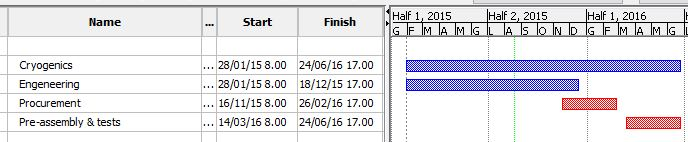 Name ... Start Finish Half 1, 2015 Half 2, 2015 Half 1, 2016
G F M A M G L A S O N D G F M A M G L
Cryogenics ... 28/01/15 8.00 24/06/16 17.00
Engeneering ... 28/01/15 8.00 18/12/15 17.00
Procurement ... 16/11/15 8.00 26/02/16 17.00
Pre-assembly & tests ... 14/03/16 8.00 24/06/16 17.00